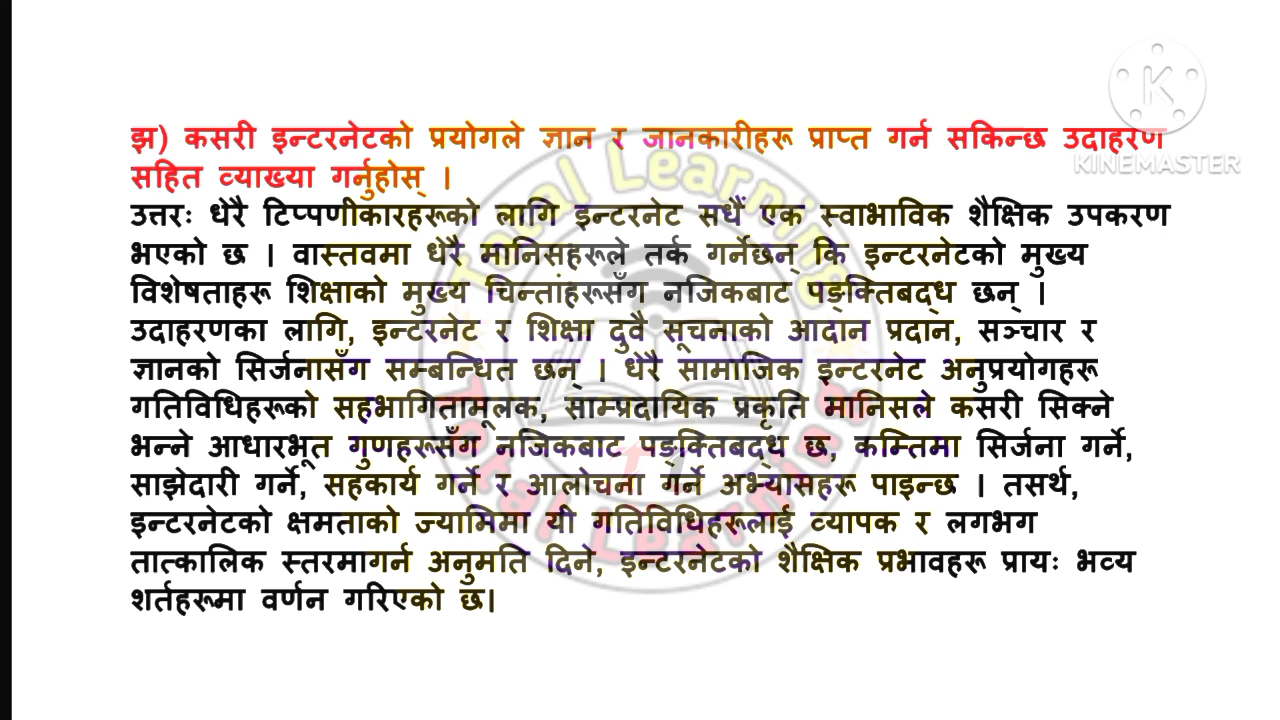 झ) कसरी इन्टरनेटको प्रयोगले ज्ञान र जानकारीहरू प्राप्त गर्न सकिन्छ उदाहरण
सहित व्याख्या गर्नुहोस् ।
उत्तरः धेरै टिप्पणीकारहरूको लागि इन्टरनेट सधैं एक स्वाभाविक शैक्षिक उपकरण
भएको छ । वास्तवमा धेरै मानिसहरूले तर्क गर्नेछन् कि इन्टरनेटको मुख्य
विशेषताहरू शिक्षाको मुख्य चिन्तांहरूसँग नजिकबाट पङ्क्तिबद्ध छन् ।
उदाहरणका लागि, इन्टरनेट र शिक्षा दुवै सूचनाको आदान प्रदान, सञ्चार र
ज्ञानको सिर्जनासँग सम्बन्धित छन् । धेरै सामाजिक इन्टरनेट अनुप्रयोगहरू
गतिविधिहरूको सहभागितामूलक, साम्प्रदायिक प्रकृति मानिसले कसरी सिक्ने
भन्ने आधारभूत गुणहरूसँग नजिकबाट पङ्क्तिबद्ध छ, कम्तिमा सिर्जना गर्ने,
साझेदारी गर्ने, सहकार्य गर्ने र आलोचना गर्ने अभ्यासहरू पाइन्छ । तसर्थ,
इन्टरनेटको क्षमताको ज्यामिमा यी गतिविधिहरूलाई व्यापक र लगभग
तात्कालिक स्तरमागर्न अनुमति दिने, इन्टरनेटको शैक्षिक प्रभावहरू प्रायः भव्य
शर्तहरूमा वर्णन गरिएको छ।
KINEMASTER
Total Learning
Total Learning